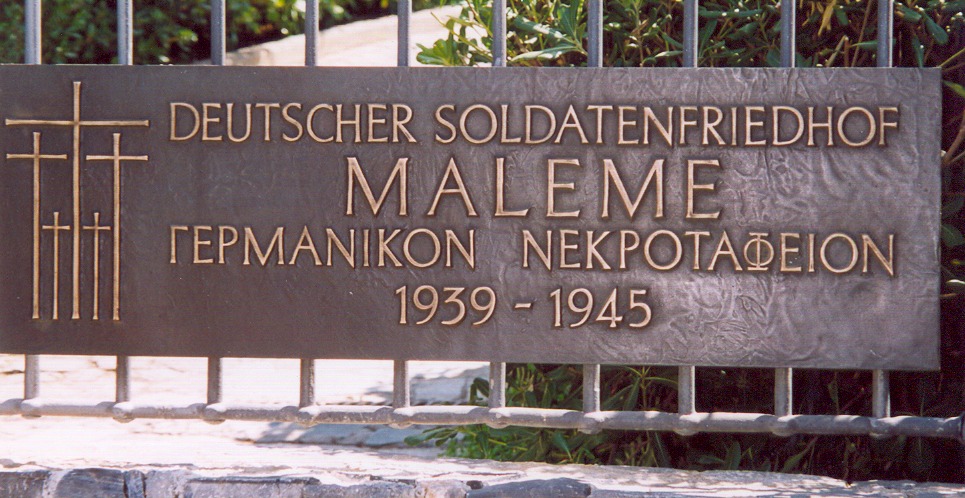 DEUTSCHER SOLDATENFRIEDHOF
MALEME
ΓΕΡΜΑΝΙΚΟΝ ΝΕΚΡΟΤΑΦΕΙΟΝ
1939 - 1945